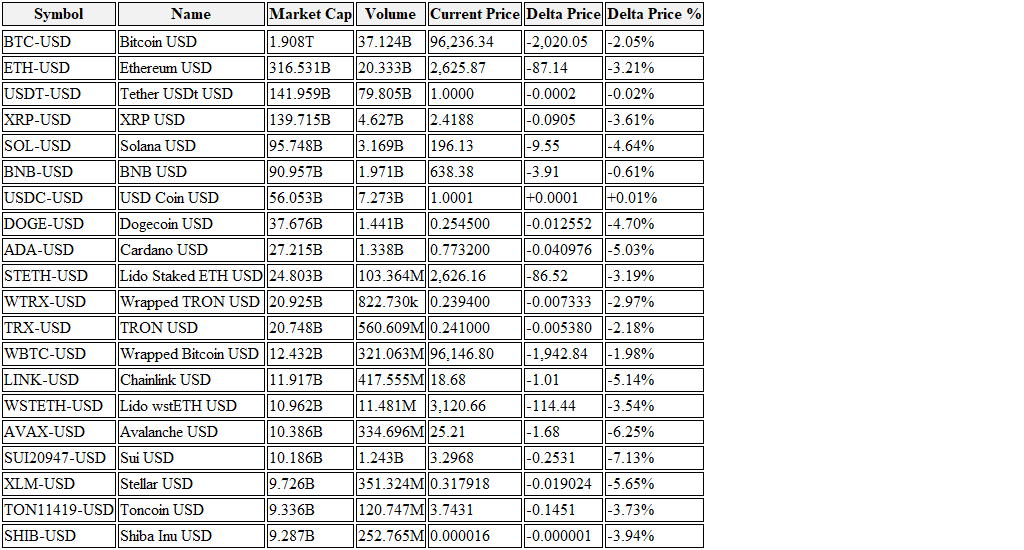 Symbol Name Market Cap Volume Current Price Delta Price Delta Price %
BTC-USD Bitcoin USD 1.908T 37.124B 96,236.34 -2,020.05 -2.05%
ETH-USD Ethereum USD 316.531B 20.333B 2,625.87 -87.14 -3.21%
USDT-USD Tether USDt USD 141.959B 79.805B 1.0000 -0.0002 -0.02%
XRP-USD XRP USD 139.715B 4.627B 2.4188 -0.0905 -3.61%
SOL-USD Solana USD 95.748B 3.169B 196.13 -9.55 -4.64%
BNB-USD BNB USD 90.957B 1.971B 638.38 -3.91 -0.61%
USDC-USD USD Coin USD 56.053B 7.273B 1.0001 +0.0001 +0.01%
DOGE-USD Dogecoin USD 37.676B 1.441B 0.254500 -0.012552 -4.70%
ADA-USD Cardano USD 27.215B 1.338B 0.773200 -0.040976 -5.03%
STETH-USD Lido Staked ETH USD 24.803B 103.364M 2,626.16 -86.52 -3.19%
WTRX-USD Wrapped TRON USD 20.925B 822.730k 0.239400 -0.007333 -2.97%
TRX-USD TRON USD 20.748B 560.609M 0.241000 -0.005380 -2.18%
WBTC-USD Wrapped Bitcoin USD 12.432B 321.063M 96,146.80 -1,942.84 -1.98%
LINK-USD Chainlink USD 11.917B 417.555M 18.68 -1.01 -5.14%
WSTETH-USD Lido wstETH USD 10.962B 11.481M 3,120.66 -114.44 -3.54%
AVAX-USD Avalanche USD 10.386B 334.696M 25.21 -1.68 -6.25%
SUI20947-USD Sui USD 10.186B 1.243B 3.2968 -0.2531 -7.13%
XLM-USD Stellar USD 9.726B 351.324M 0.317918 -0.019024 -5.65%
TON11419-USD Toncoin USD 9.336B 120.747M 3.7431 -0.1451 -3.73%
SHIB-USD Shiba Inu USD 9.287B 252.765M 0.000016 -0.000001 -3.94%